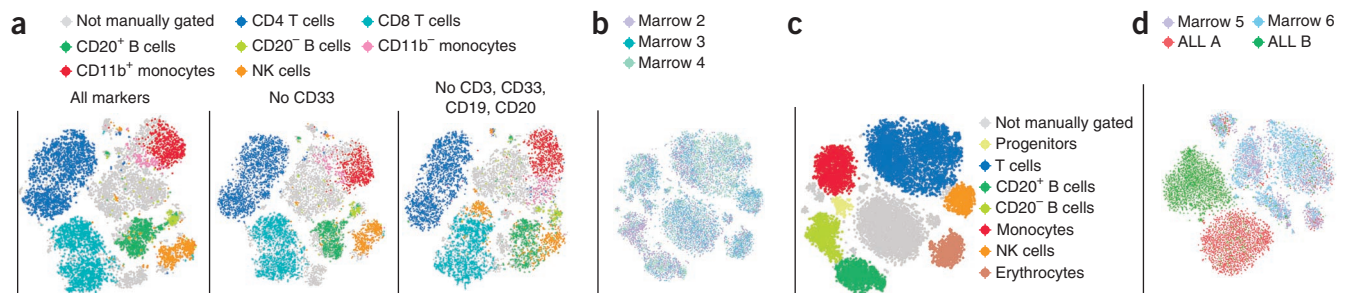 a
Not manually gated
CD4 T cells
CD8 T cells
CD20+ B cells
CD20− B cells
CD11b− monocytes
CD11b+ monocytes
NK cells
All markers
No CD33
No CD3, CD33,
CD19, CD20
b
Marrow 2
Marrow 3
Marrow 4
c
Not manually gated
Progenitors
T cells
CD20+ B cells
CD20− B cells
Monocytes
NK cells
Erythrocytes
d
Marrow 5
Marrow 6
ALL A
ALL B